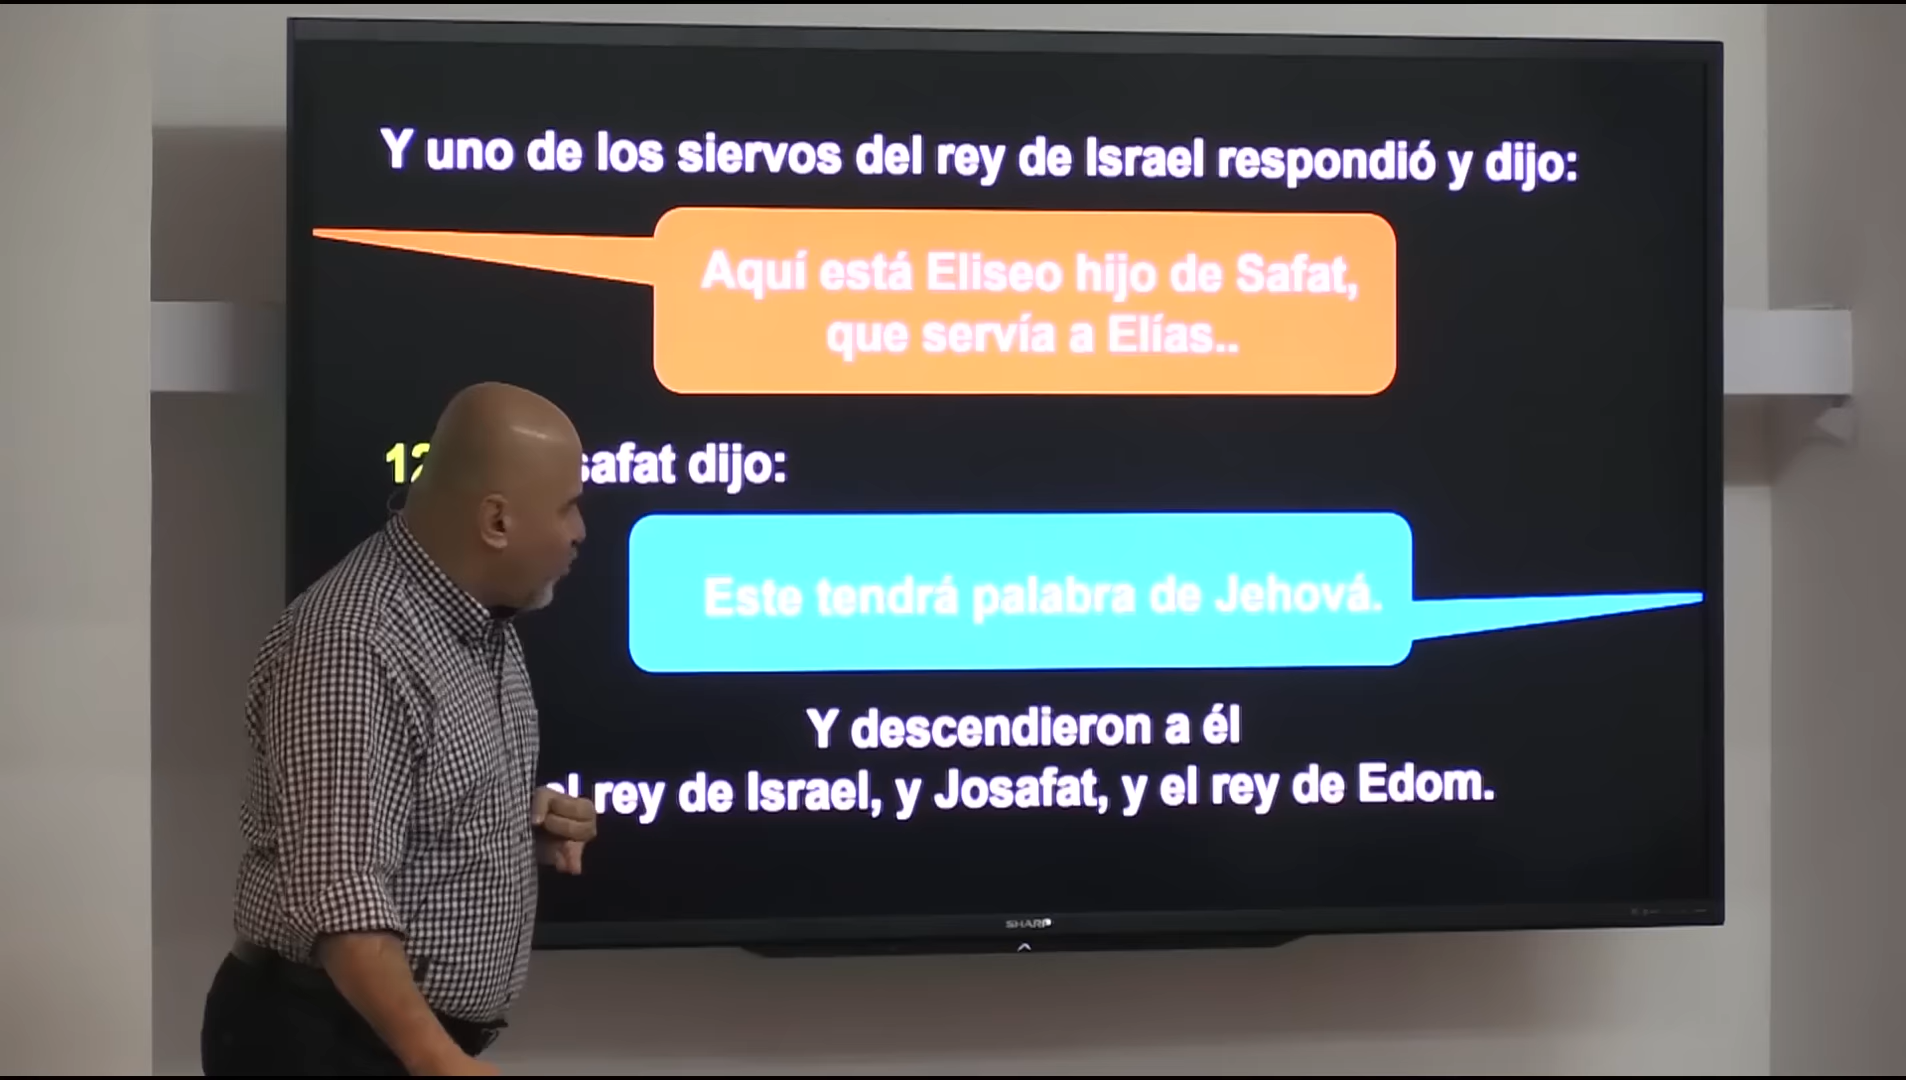 Y uno de los siervos del rey de Israel respondió y dijo:
Aquí está Eliseo hijo de Safat,
que servía a Elías..
dijo:
Este tendrá palabra de Jehová.
Y descendieron a él
rey de Israel, y Josafat, y el rey de Edom.
SHARP